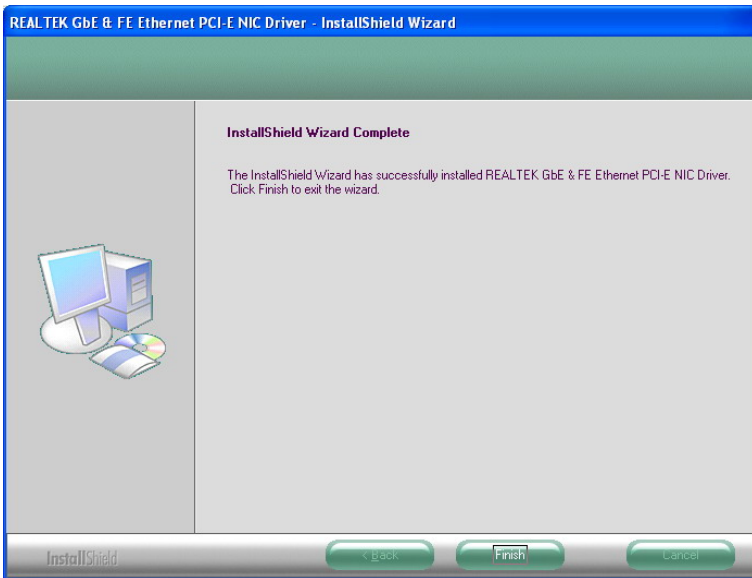 REALTEK GbE & FE Ethernet PCI-E NIC Driver - InstallShield Wizard
InstallShield Wizard Complete
The InstallShield Wizard has successfully installed REALTEK GbE & FE Ethernet PCI-E NIC Driver.
Click Finish to exit the wizard.
InstallShield
< Back
Finish
Cancel